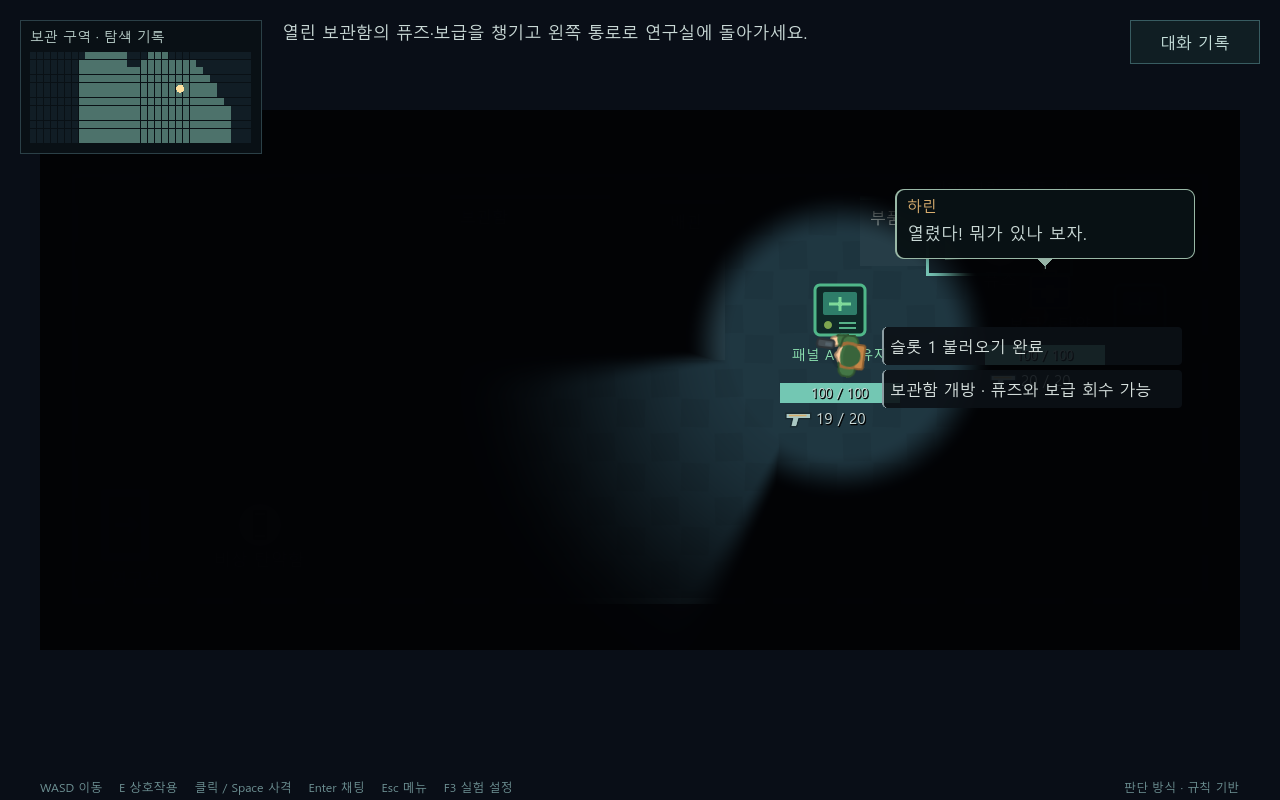 보관 구역 · 탐색 기록
열린 보관함의 퓨즈·보급을 챙기고 왼쪽 통로로 연구실에 돌아가세요.
대화 기록
하린
열렸다! 뭐가 있나 보자.
패널 A
슬롯 1 불러오기 완료
보관함 개방 · 퓨즈와 보급 회수 가능
100 / 100
19 / 20
WASD 이동 E 상호작용 클릭 / Space 사격 Enter 채팅 Esc 메뉴 F3 실험 설정
판단 방식 · 규칙 기반